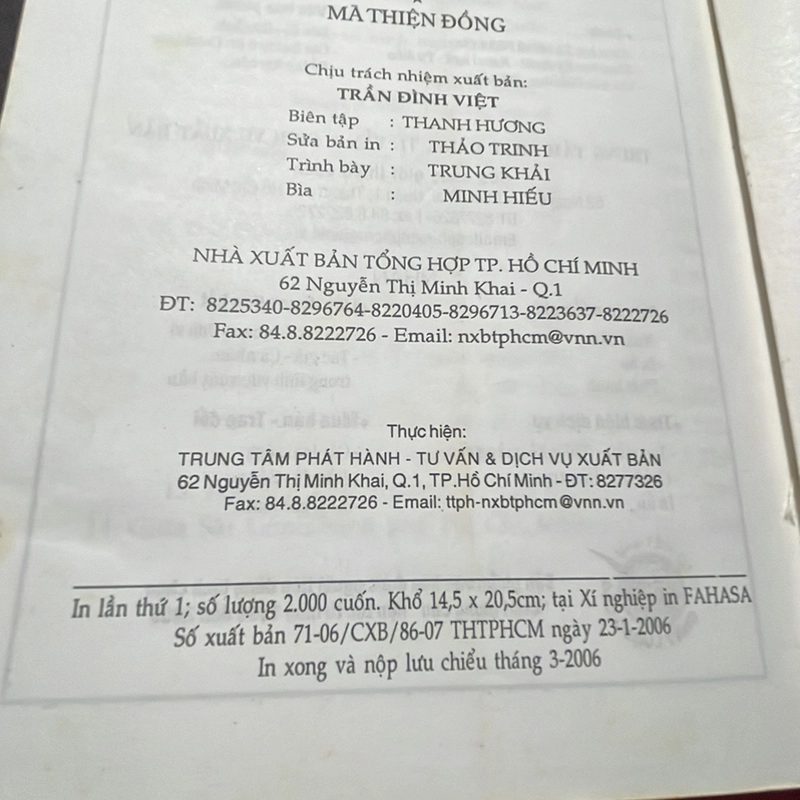 MÃ THIỆN ĐỒNG
Chịu trách nhiệm xuất bản:
TRẦN ĐÌNH VIỆT
Biên tập : THANH HƯƠNG
Sửa bản in : THẢO TRINH
Trình bày : TRUNG KHẢI
Bìa : MINH HIẾU
NHÀ XUẤT BẢN TỔNG HỢP TP. HỒ CHÍ MINH
62 Nguyễn Thị Minh Khai - Q.1
ĐT: 8225340-8296764-8220405-8296713-8223637-8222726
Fax: 84.8.8222726 - Email: nxbtphcm@vnn.vn
Thực hiện:
TRUNG TÂM PHÁT HÀNH - TƯ VẤN & DỊCH VỤ XUẤT BẢN
62 Nguyễn Thị Minh Khai, Q.1, TP.Hồ Chí Minh - ĐT: 8277326
Fax: 84.8.8222726 - Email: ttph-nxbtphcm@vnn.vn
In lần thứ 1; số lượng 2.000 cuốn. Khổ 14,5 x 20,5cm; tại Xí nghiệp in FAHASA
Số xuất bản 71-06/CXB/86-07 THTPHCM ngày 23-1-2006
In xong và nộp lưu chiểu tháng 3-2006